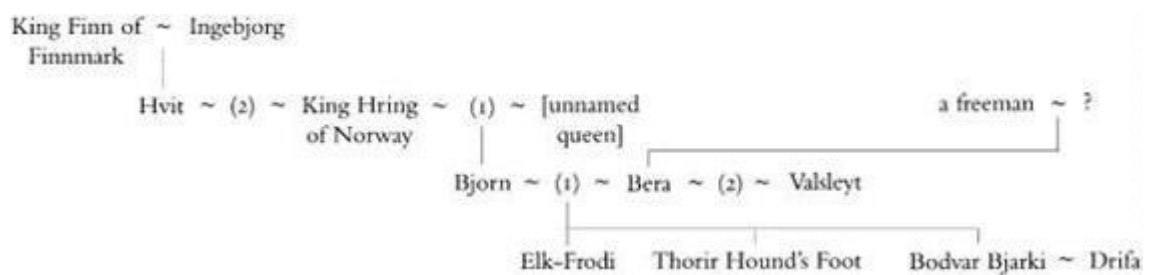 King Finn of ~ Ingebjorg
Finnmark
Hvit ~ (2) ~ King Hring ~ (1) ~ [unnamed a freeman ~ ?
of Norway queen]
Bjorn ~ (1) ~ Bera ~ (2) ~ Valsleyt
Elk-Frodi Thorir Hound's Foot Bodvar Bjarki ~ Drifa